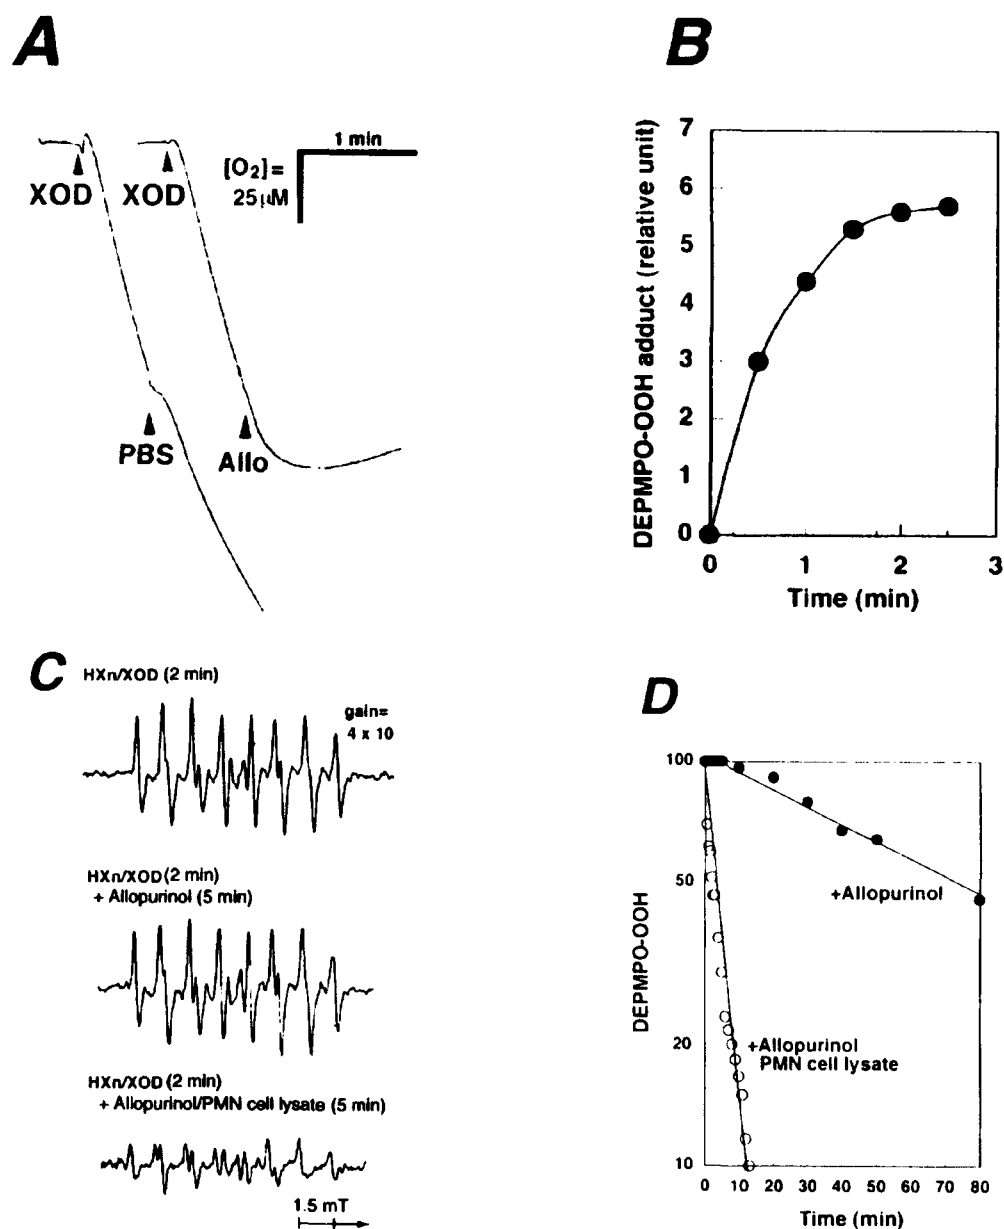 A
1 min
[O₂]=
25 μM
XOD XOD
PBS Allo
B
DEPMPO-OOH adduct (relative unit)
7
6
5
4
3
2
1
0
0 1 2 3
Time (min)
C
HXn/XOD (2 min)
gain=
4 x 10
HXn/XOD (2 min)
+ Allopurinol (5 min)
HXn/XOD (2 min)
+ Allopurinol/PMN cell lysate (5 min)
1.5 mT
D
DEPMPO-OOH
100
50
20
10
+Allopurinol
+Allopurinol
PMN cell lysate
0 10 20 30 40 50 60 70 80
Time (min)